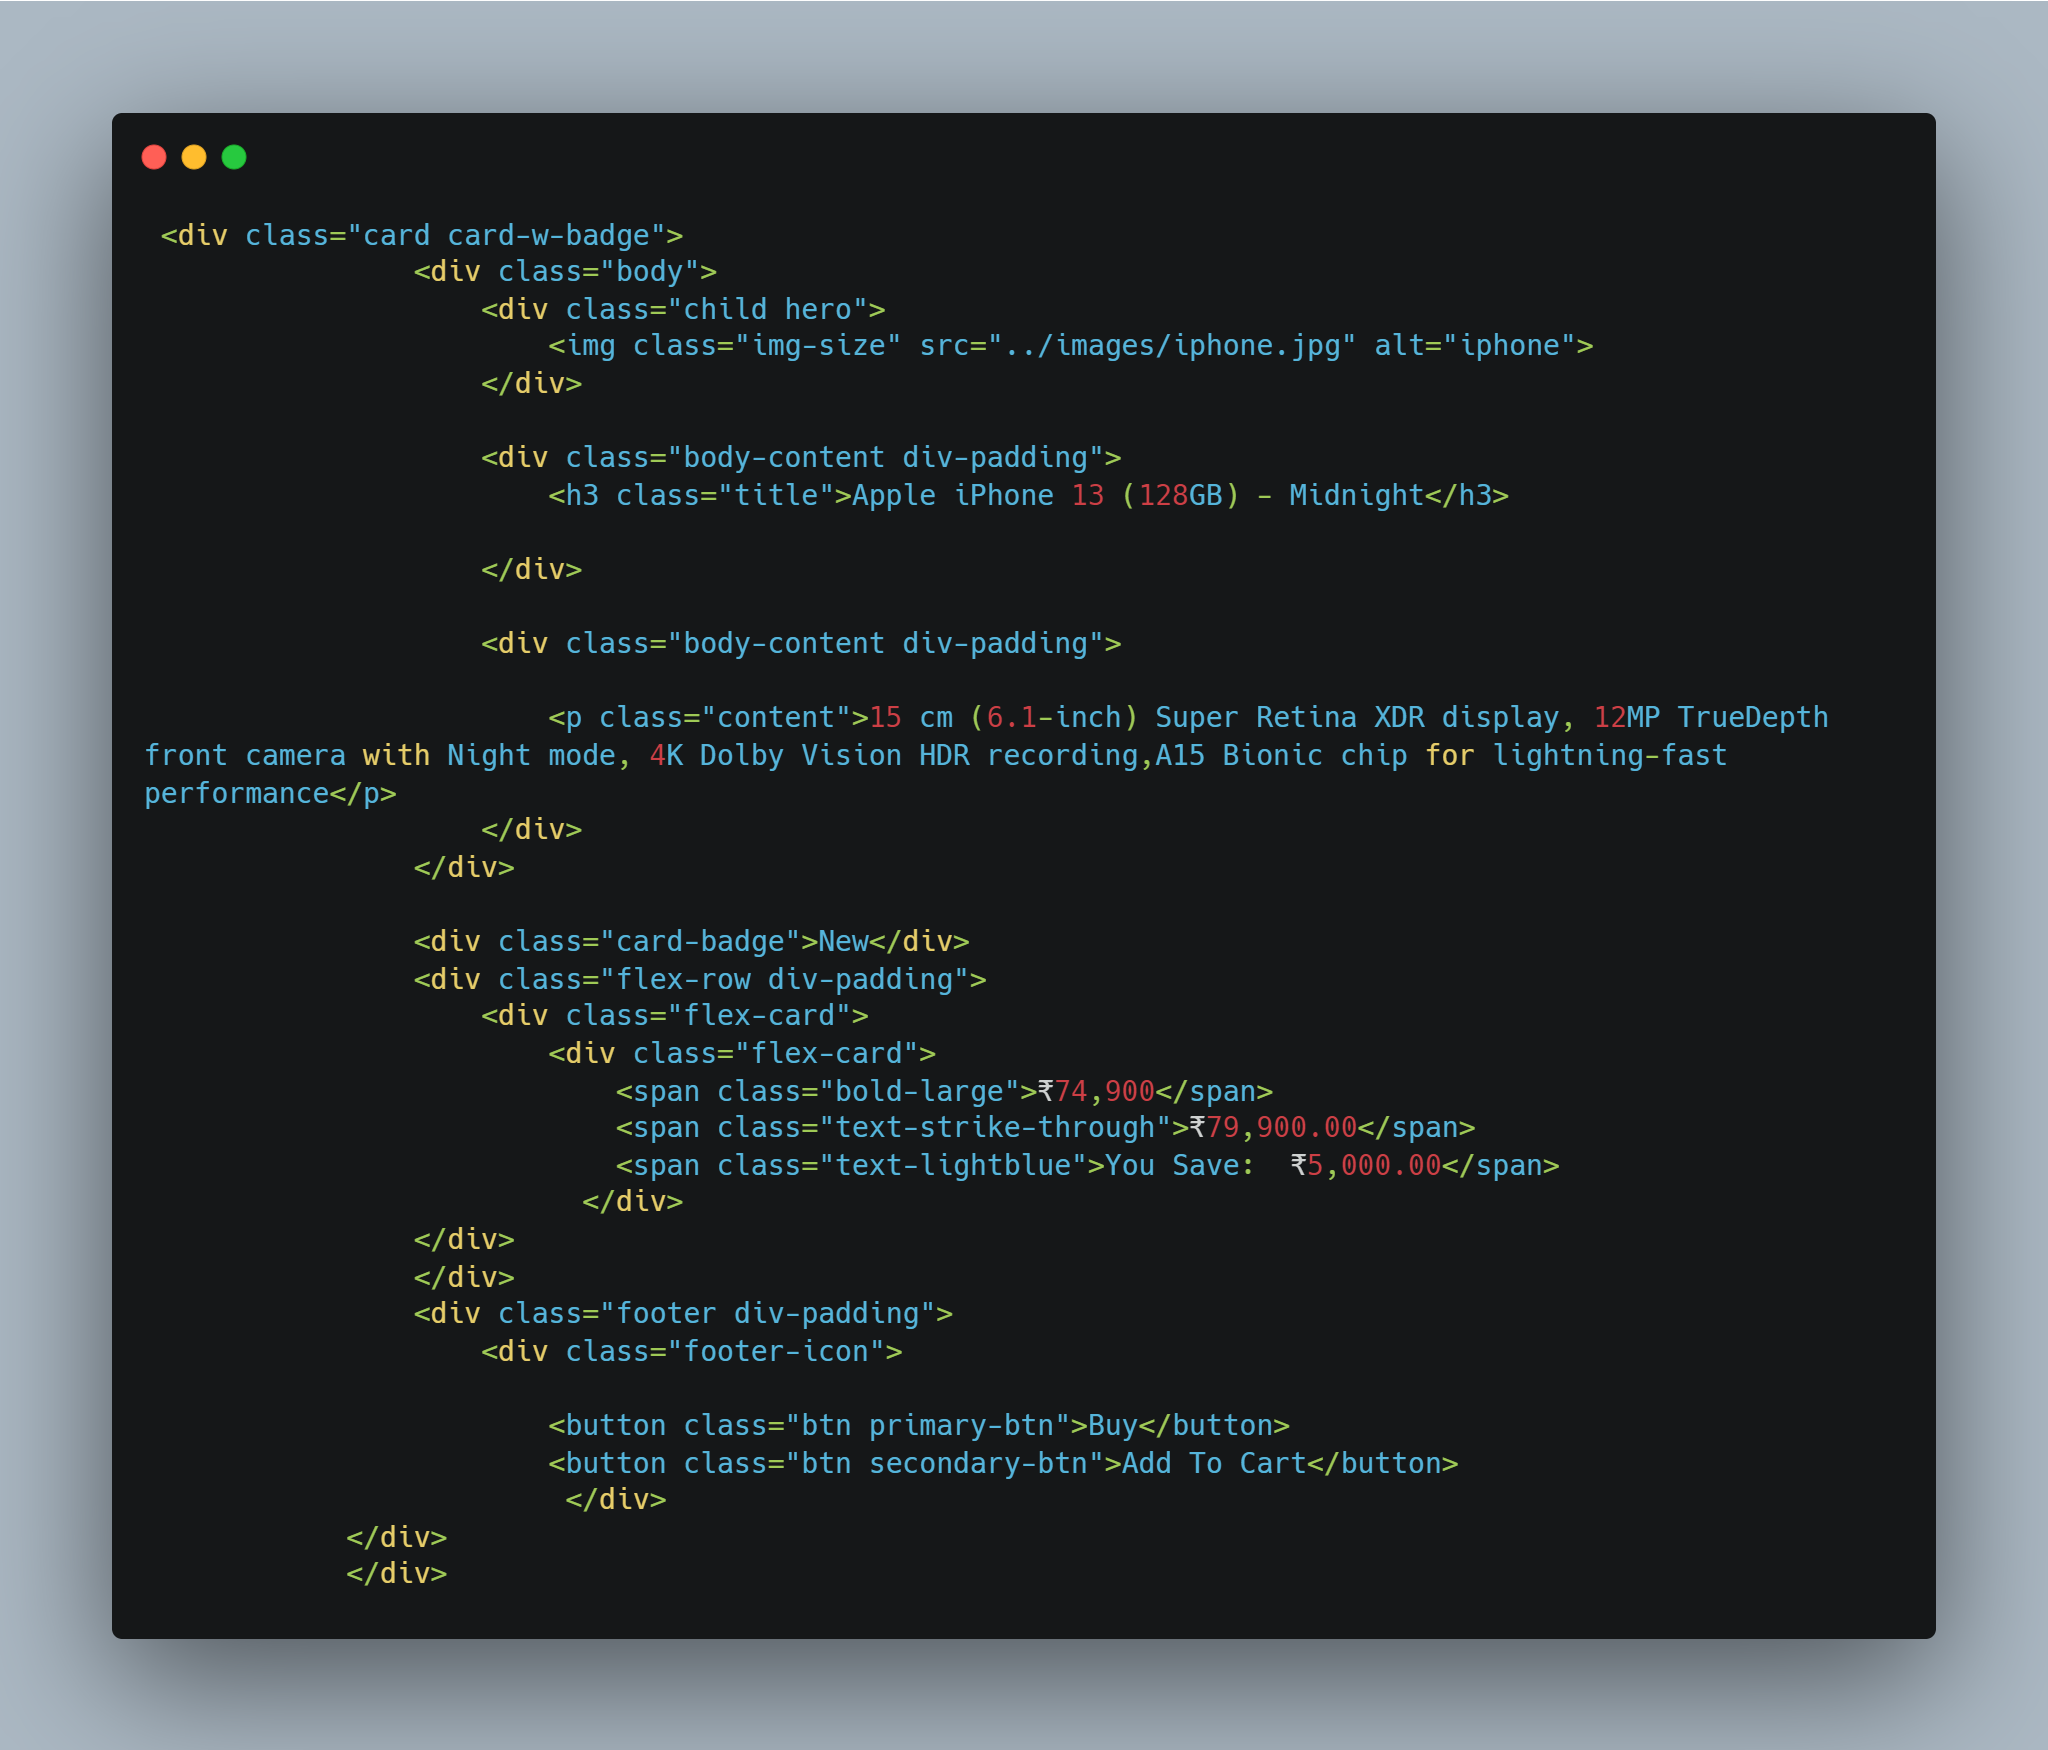 <div class="card card-w-badge">
<div class="body">
<div class="child hero">
<img class="img-size" src="../images/iphone.jpg" alt="iphone">
</div>
<div class="body-content div-padding">
<h3 class="title">Apple iPhone 13 (128GB) - Midnight</h3>
</div>
<div class="body-content div-padding">
<p class="content">15 cm (6.1-inch) Super Retina XDR display, 12MP TrueDepth
front camera with Night mode, 4K Dolby Vision HDR recording,A15 Bionic chip for lightning-fast
performance</p>
</div>
</div>
<div class="card-badge">New</div>
<div class="flex-row div-padding">
<div class="flex-card">
<div class="flex-card">
<span class="bold-large">₹74,900</span>
<span class="text-strike-through">₹79,900.00</span>
<span class="text-lightblue">You Save:  ₹5,000.00</span>
</div>
</div>
</div>
<div class="footer div-padding">
<div class="footer-icon">
<button class="btn primary-btn">Buy</button>
<button class="btn secondary-btn">Add To Cart</button>
</div>
</div>
</div>